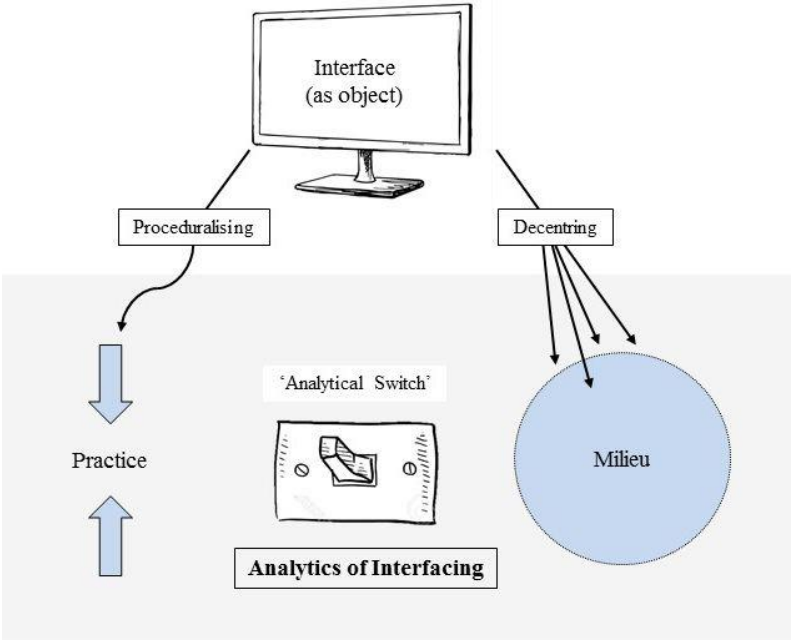 Interface
(as object)
Proceduralising
Decentring
‘Analytical Switch’
Practice
Milieu
Analytics of Interfacing